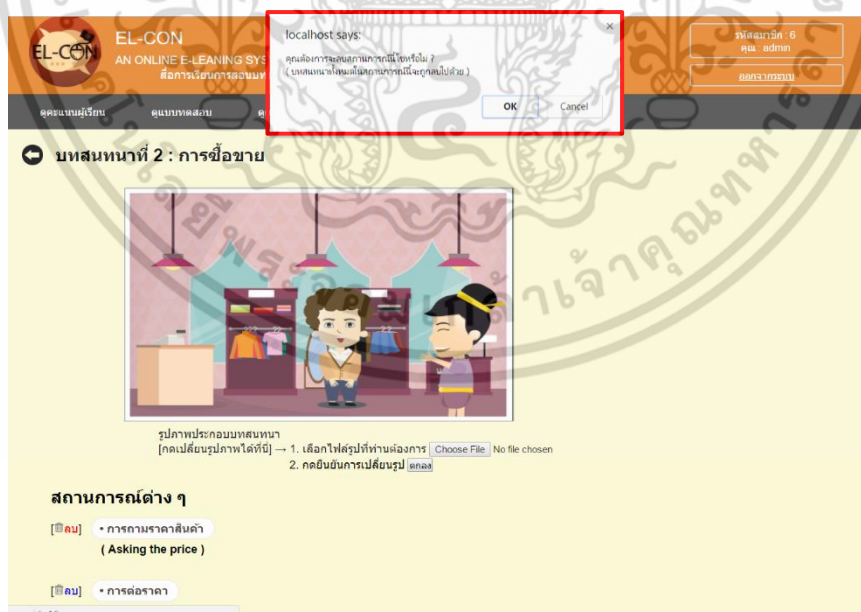 EL-CON
EL-CON
AN ONLINE E-LEANING SYS
สื่อการเรียนการสอนบท
localhost says:
คุณต้องการจะลบสถานการณ์นี้ใช่หรือไม่ ?
( บทสนทนาทั้งหมดในสถานการณ์นี้จะถูกลบไปด้วย )
OK Cancel
รหัสสมาชิก : 6
คุณ : admin
ออกจากระบบ
ดูคะแนนผู้เรียน ดูแบบทดสอบ ดู
บทสนทนาที่ 2 : การซื้อขาย
รูปภาพประกอบบทสนทนา
[กดเปลี่ยนรูปภาพได้ที่นี่] → 1. เลือกไฟล์รูปที่ท่านต้องการ Choose File No file chosen
2. กดยืนยันการเปลี่ยนรูป ตกลง
สถานการณ์ต่าง ๆ
[ลบ] • การถามราคาสินค้า
( Asking the price )
[ลบ] • การต่อราคา